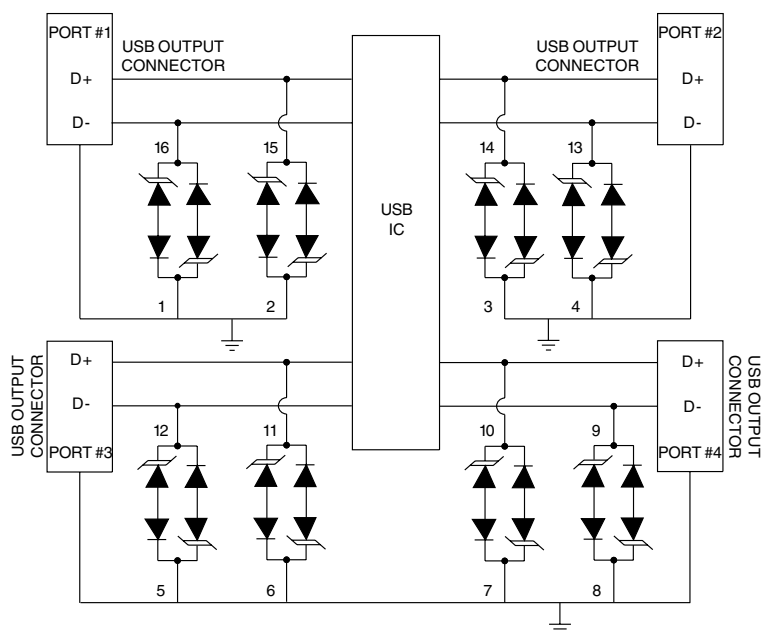 PORT #1
D+
D-
USB OUTPUT
CONNECTOR
16
15
1
2
USB
IC
USB OUTPUT
CONNECTOR
PORT #2
D+
D-
14
13
3
4
USB OUTPUT
CONNECTOR
D+
D-
PORT #3
12
11
5
6
D+
D-
PORT #4
USB OUTPUT
CONNECTOR
10
9
7
8